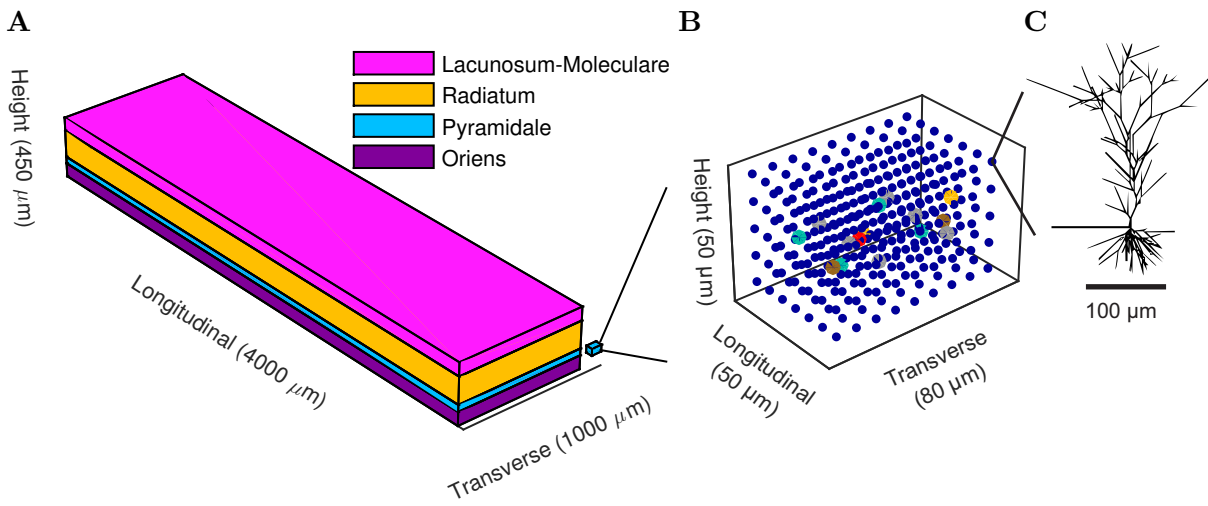 A
Height (450 μm)
Longitudinal (4000 μm)
Transverse (1000 μm)
Lacunosum-Moleculare
Radiatum
Pyramidale
Oriens
B
Height (50 μm)
Longitudinal
(50 μm)
Transverse
(80 μm)
C
100 μm